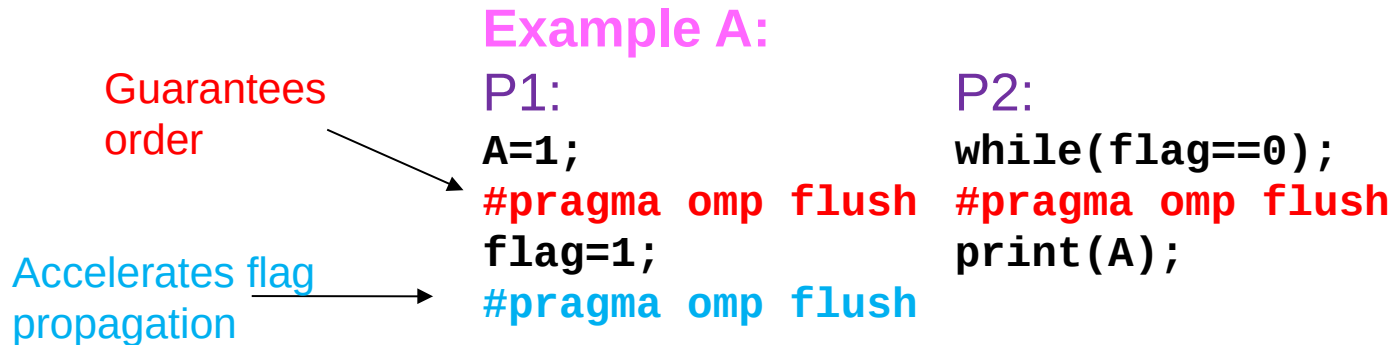 Example A:
Guarantees
order
P1:
A=1;
#pragma omp flush
flag=1;
#pragma omp flush
P2:
while(flag==0);
#pragma omp flush
print(A);
Accelerates flag
propagation